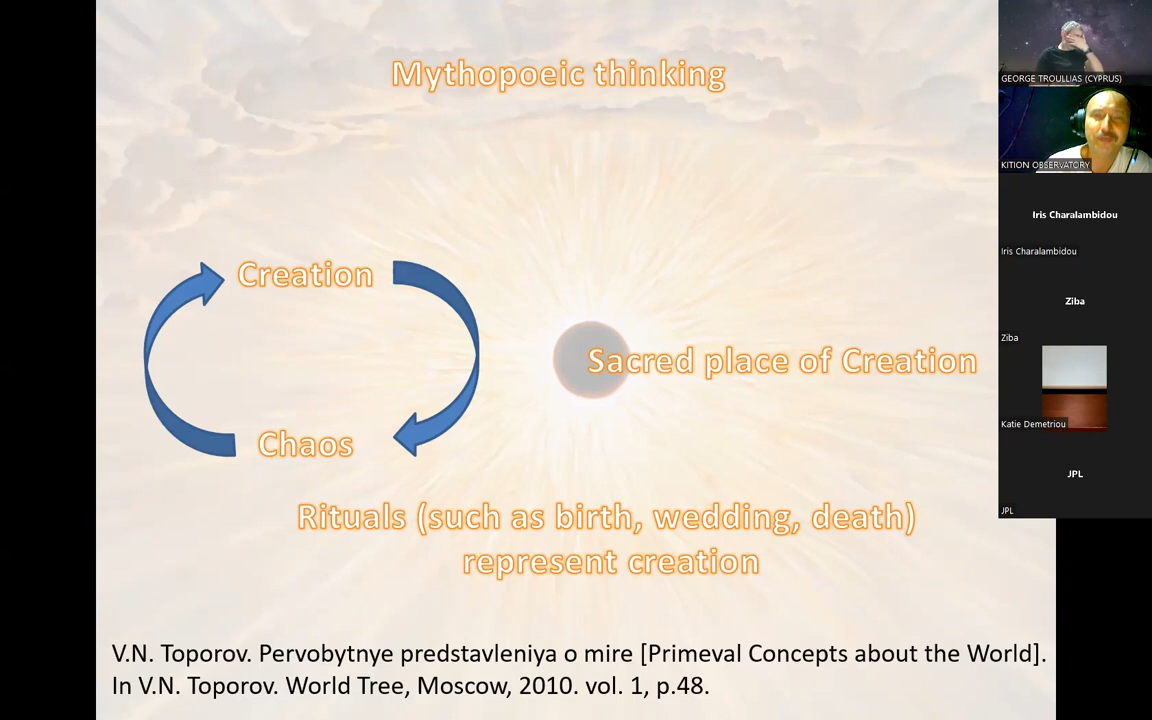 Mythopoeic thinking
Creation
Sacred place of Creation
Chaos
Rituals (such as birth, wedding, death)
represent creation
V.N. Toporov. Pervobytnye predstavleniya o mire [Primeval Concepts about the World].
In V.N. Toporov. World Tree, Moscow, 2010. vol. 1, p.48.
GEORGE TROULLIAS (CYPRUS)
KITION OBSERVATORY
Iris Charalambidou
Iris Charalambidou
Ziba
Ziba
Katie Demetriou
JPL
JPL